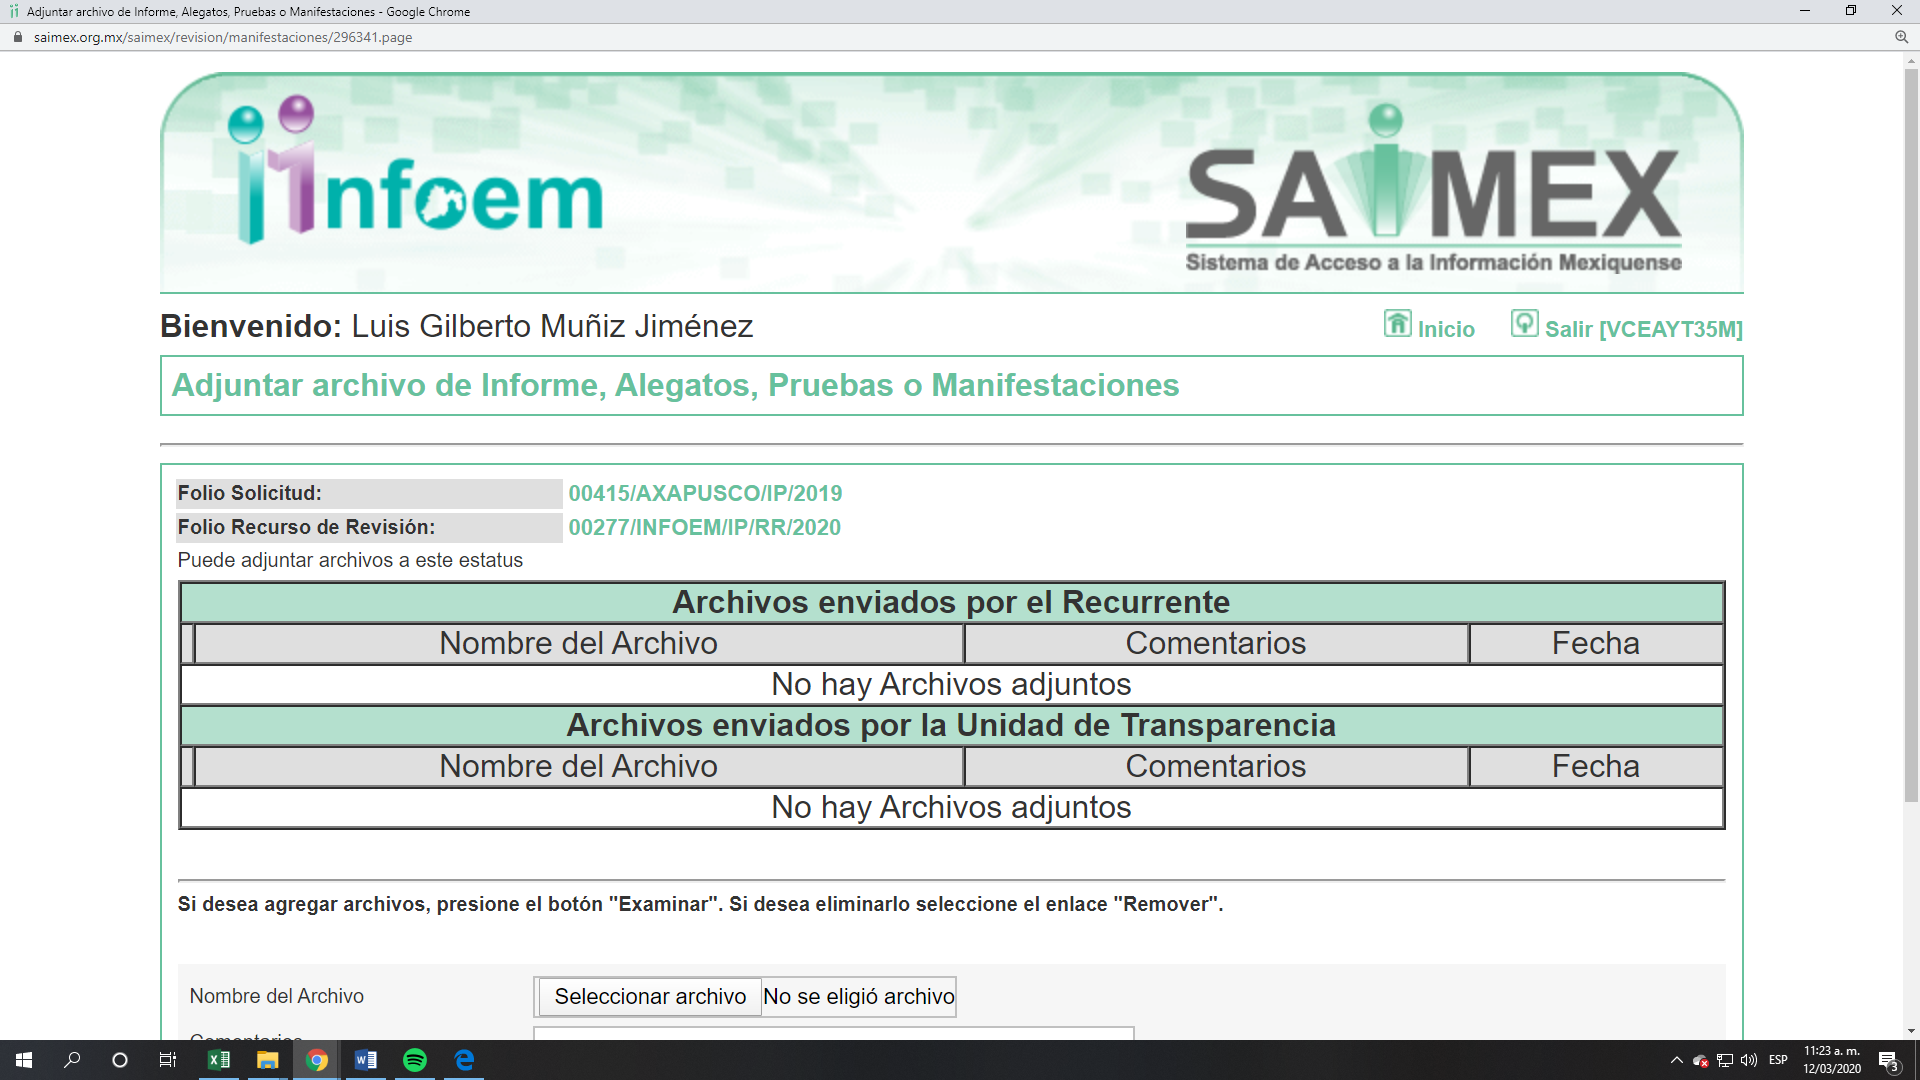 Adjuntar archivo de Informe, Alegatos, Pruebas o Manifestaciones - Google Chrome
saimex.org.mx/saimex/revision/manifestaciones/296341.page
infoem
SAIMEX
Sistema de Acceso a la Información Mexiquense
Bienvenido: Luis Gilberto Muñiz Jiménez
Inicio
Salir [VCEAYT35M]
Adjuntar archivo de Informe, Alegatos, Pruebas o Manifestaciones
Folio Solicitud: 00415/AXAPUSCO/IP/2019
Folio Recurso de Revisión: 00277/INFOEM/IP/RR/2020
Puede adjuntar archivos a este estatus
Archivos enviados por el Recurrente
Nombre del Archivo Comentarios Fecha
No hay Archivos adjuntos
Archivos enviados por la Unidad de Transparencia
Nombre del Archivo Comentarios Fecha
No hay Archivos adjuntos
Si desea agregar archivos, presione el botón "Examinar". Si desea eliminarlo seleccione el enlace "Remover".
Nombre del Archivo Seleccionar archivo No se eligió archivo
Comentarios
ESP
11:23 a. m.
12/03/2020
3